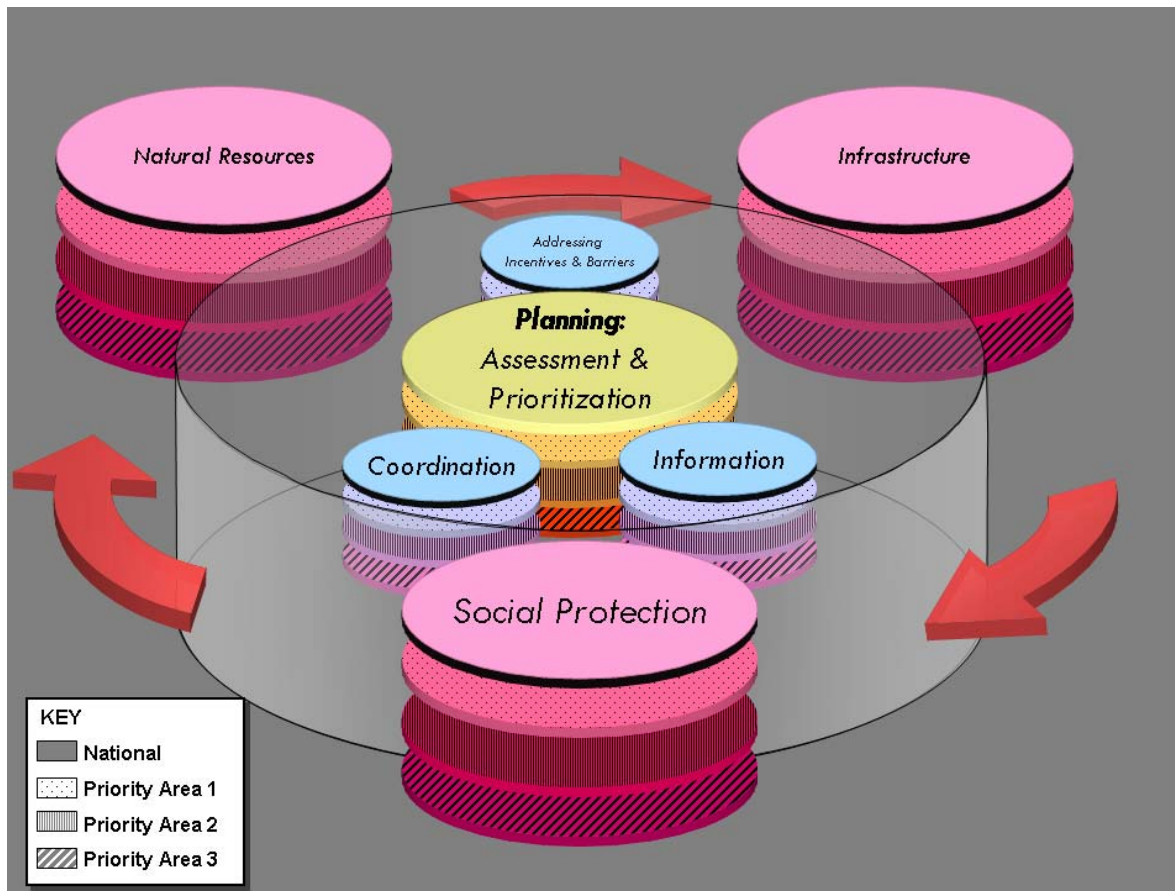 Natural Resources
Infrastructure
Addressing
Incentives & Barriers
Planning:
Assessment &
Prioritization
Coordination
Information
Social Protection
KEY
National
Priority Area 1
Priority Area 2
Priority Area 3